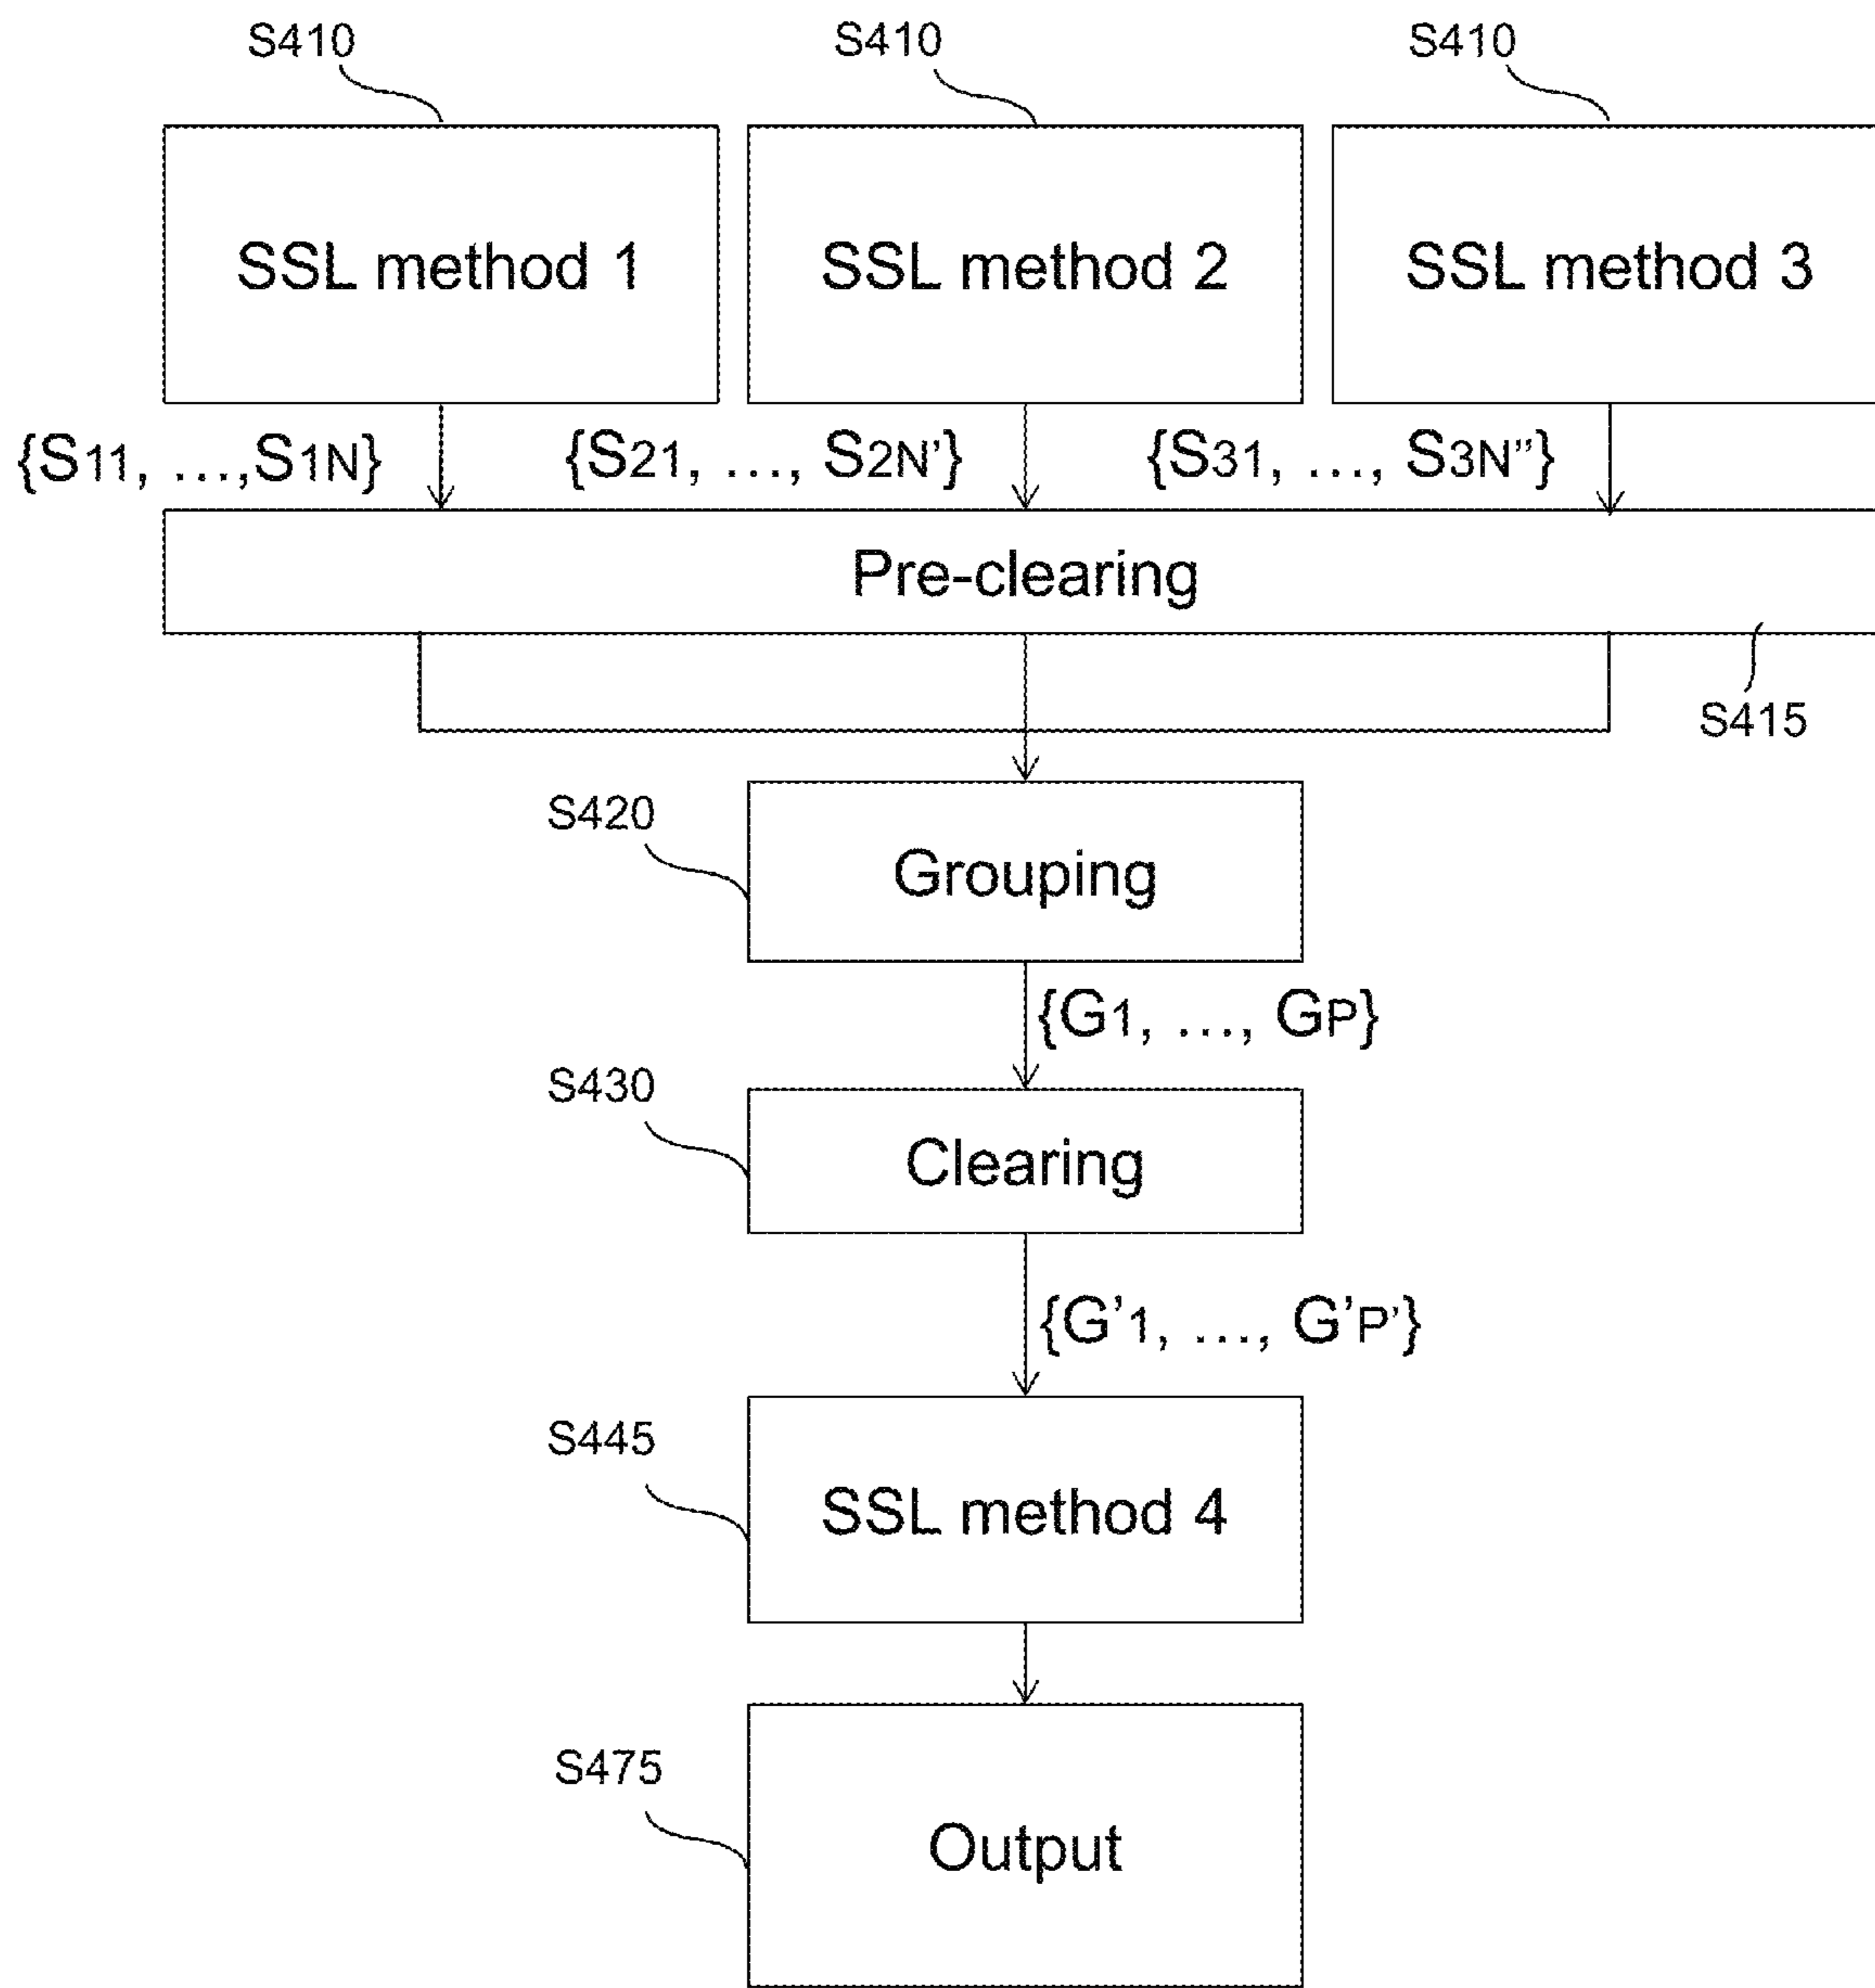 S410
S410
S410
SSL method 1
SSL method 2
SSL method 3
{S11, ...,S1N}
{S21, ..., S2N'}
{S31, ..., S3N"}
Pre-clearing
S415
S420
Grouping
{G1, ..., GP}
S430
Clearing
{G'1, ..., G'P'}
S445
SSL method 4
S475
Output